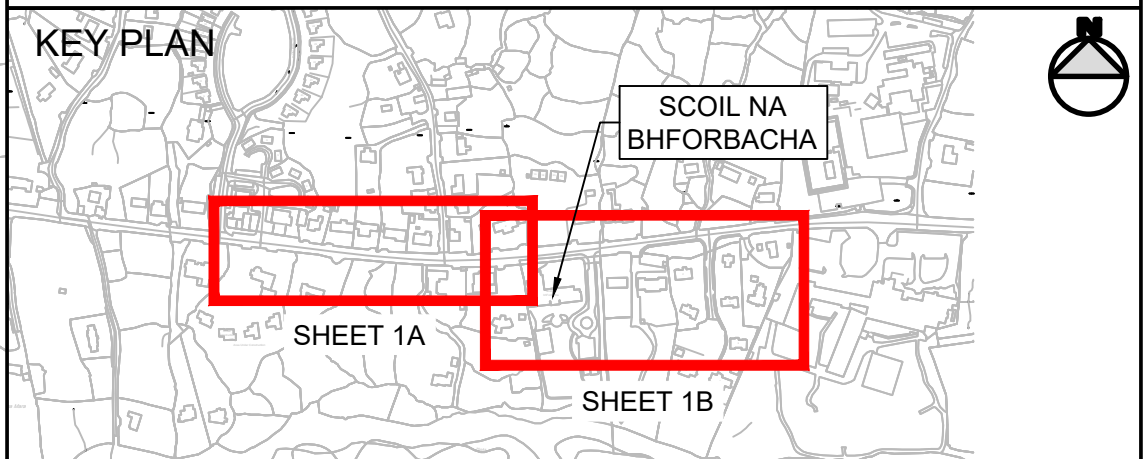 KEY PLAN
N
SCOIL NA
BHFORBACHA
SHEET 1A
SHEET 1B